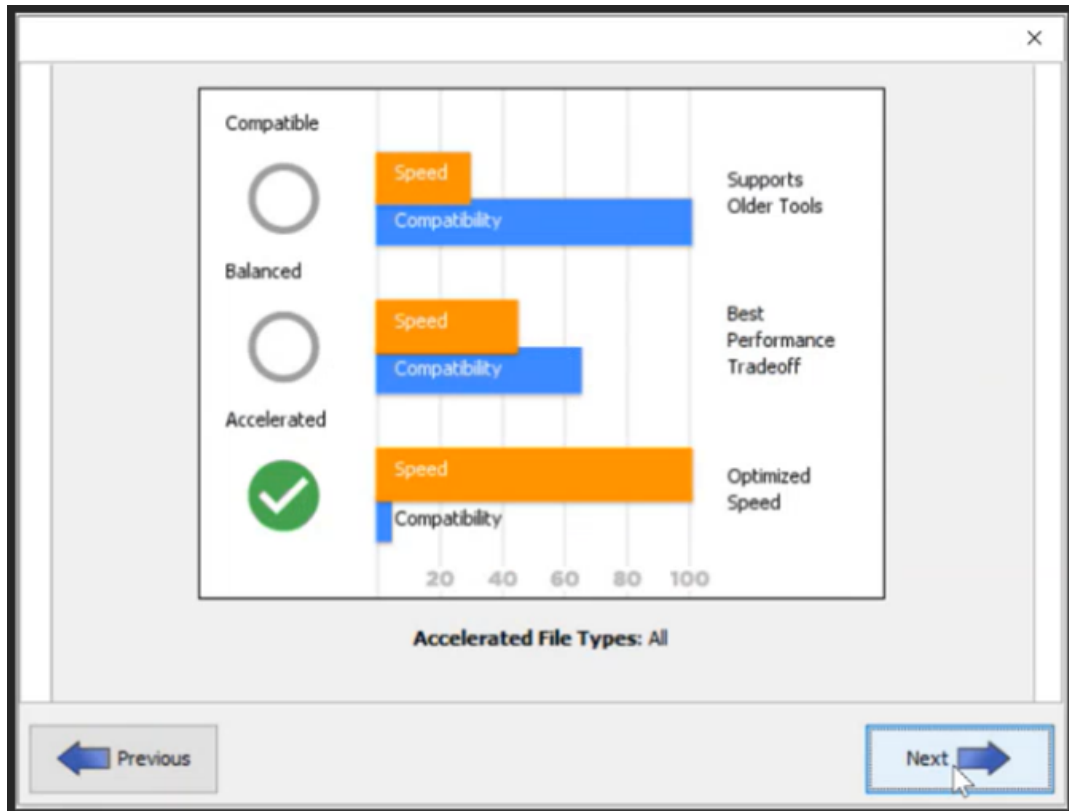 Compatible
Speed
Compatibility
Supports
Older Tools
Balanced
Speed
Compatibility
Best
Performance
Tradeoff
Accelerated
Speed
Compatibility
Optimized
Speed
20 40 60 80 100
Accelerated File Types: All
Previous
Next